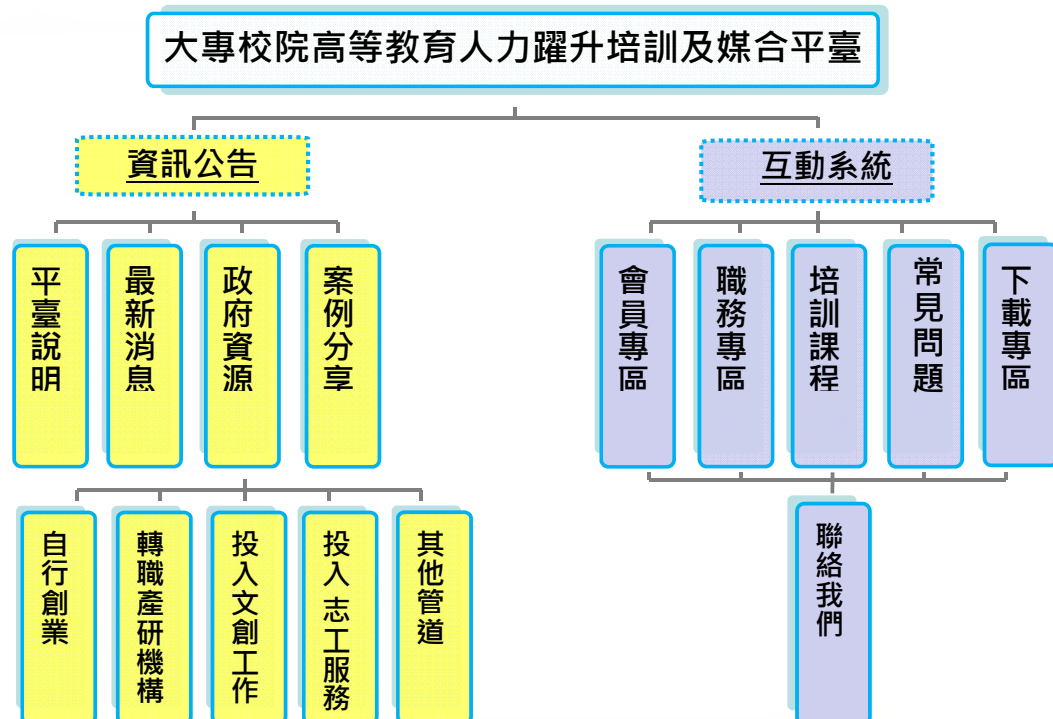 大專校院高等教育人力躍升培訓及媒合平臺
資訊公告
互動系統
平臺說明
最新消息
政府資源
案例分享
會員專區
職務專區
培訓課程
常見問題
下載專區
自行創業
轉職產研機構
投入文創工作
投入 志工服務
其他管道
聯絡我們